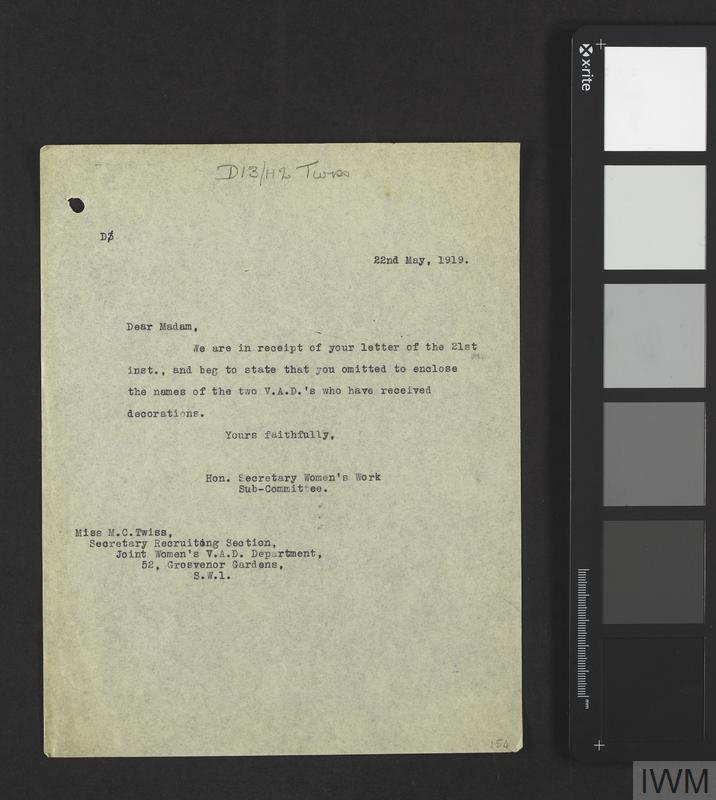 D13/H2 Twiss
22nd May, 1919.
Dear Madam,
We are in receipt of your letter of the 21st
inst., and beg to state that you omitted to enclose
the names of the two V.A.D.'s who have received
decorations.
Yours faithfully,
Hon. Secretary Women's Work
Sub-Committee.
Miss M.C.Twiss,
Secretary Recruiting Section,
Joint Women's V.A.D. Department,
52, Grosvenor Gardens,
S.W.1.
154
x-rite
mm
IWM